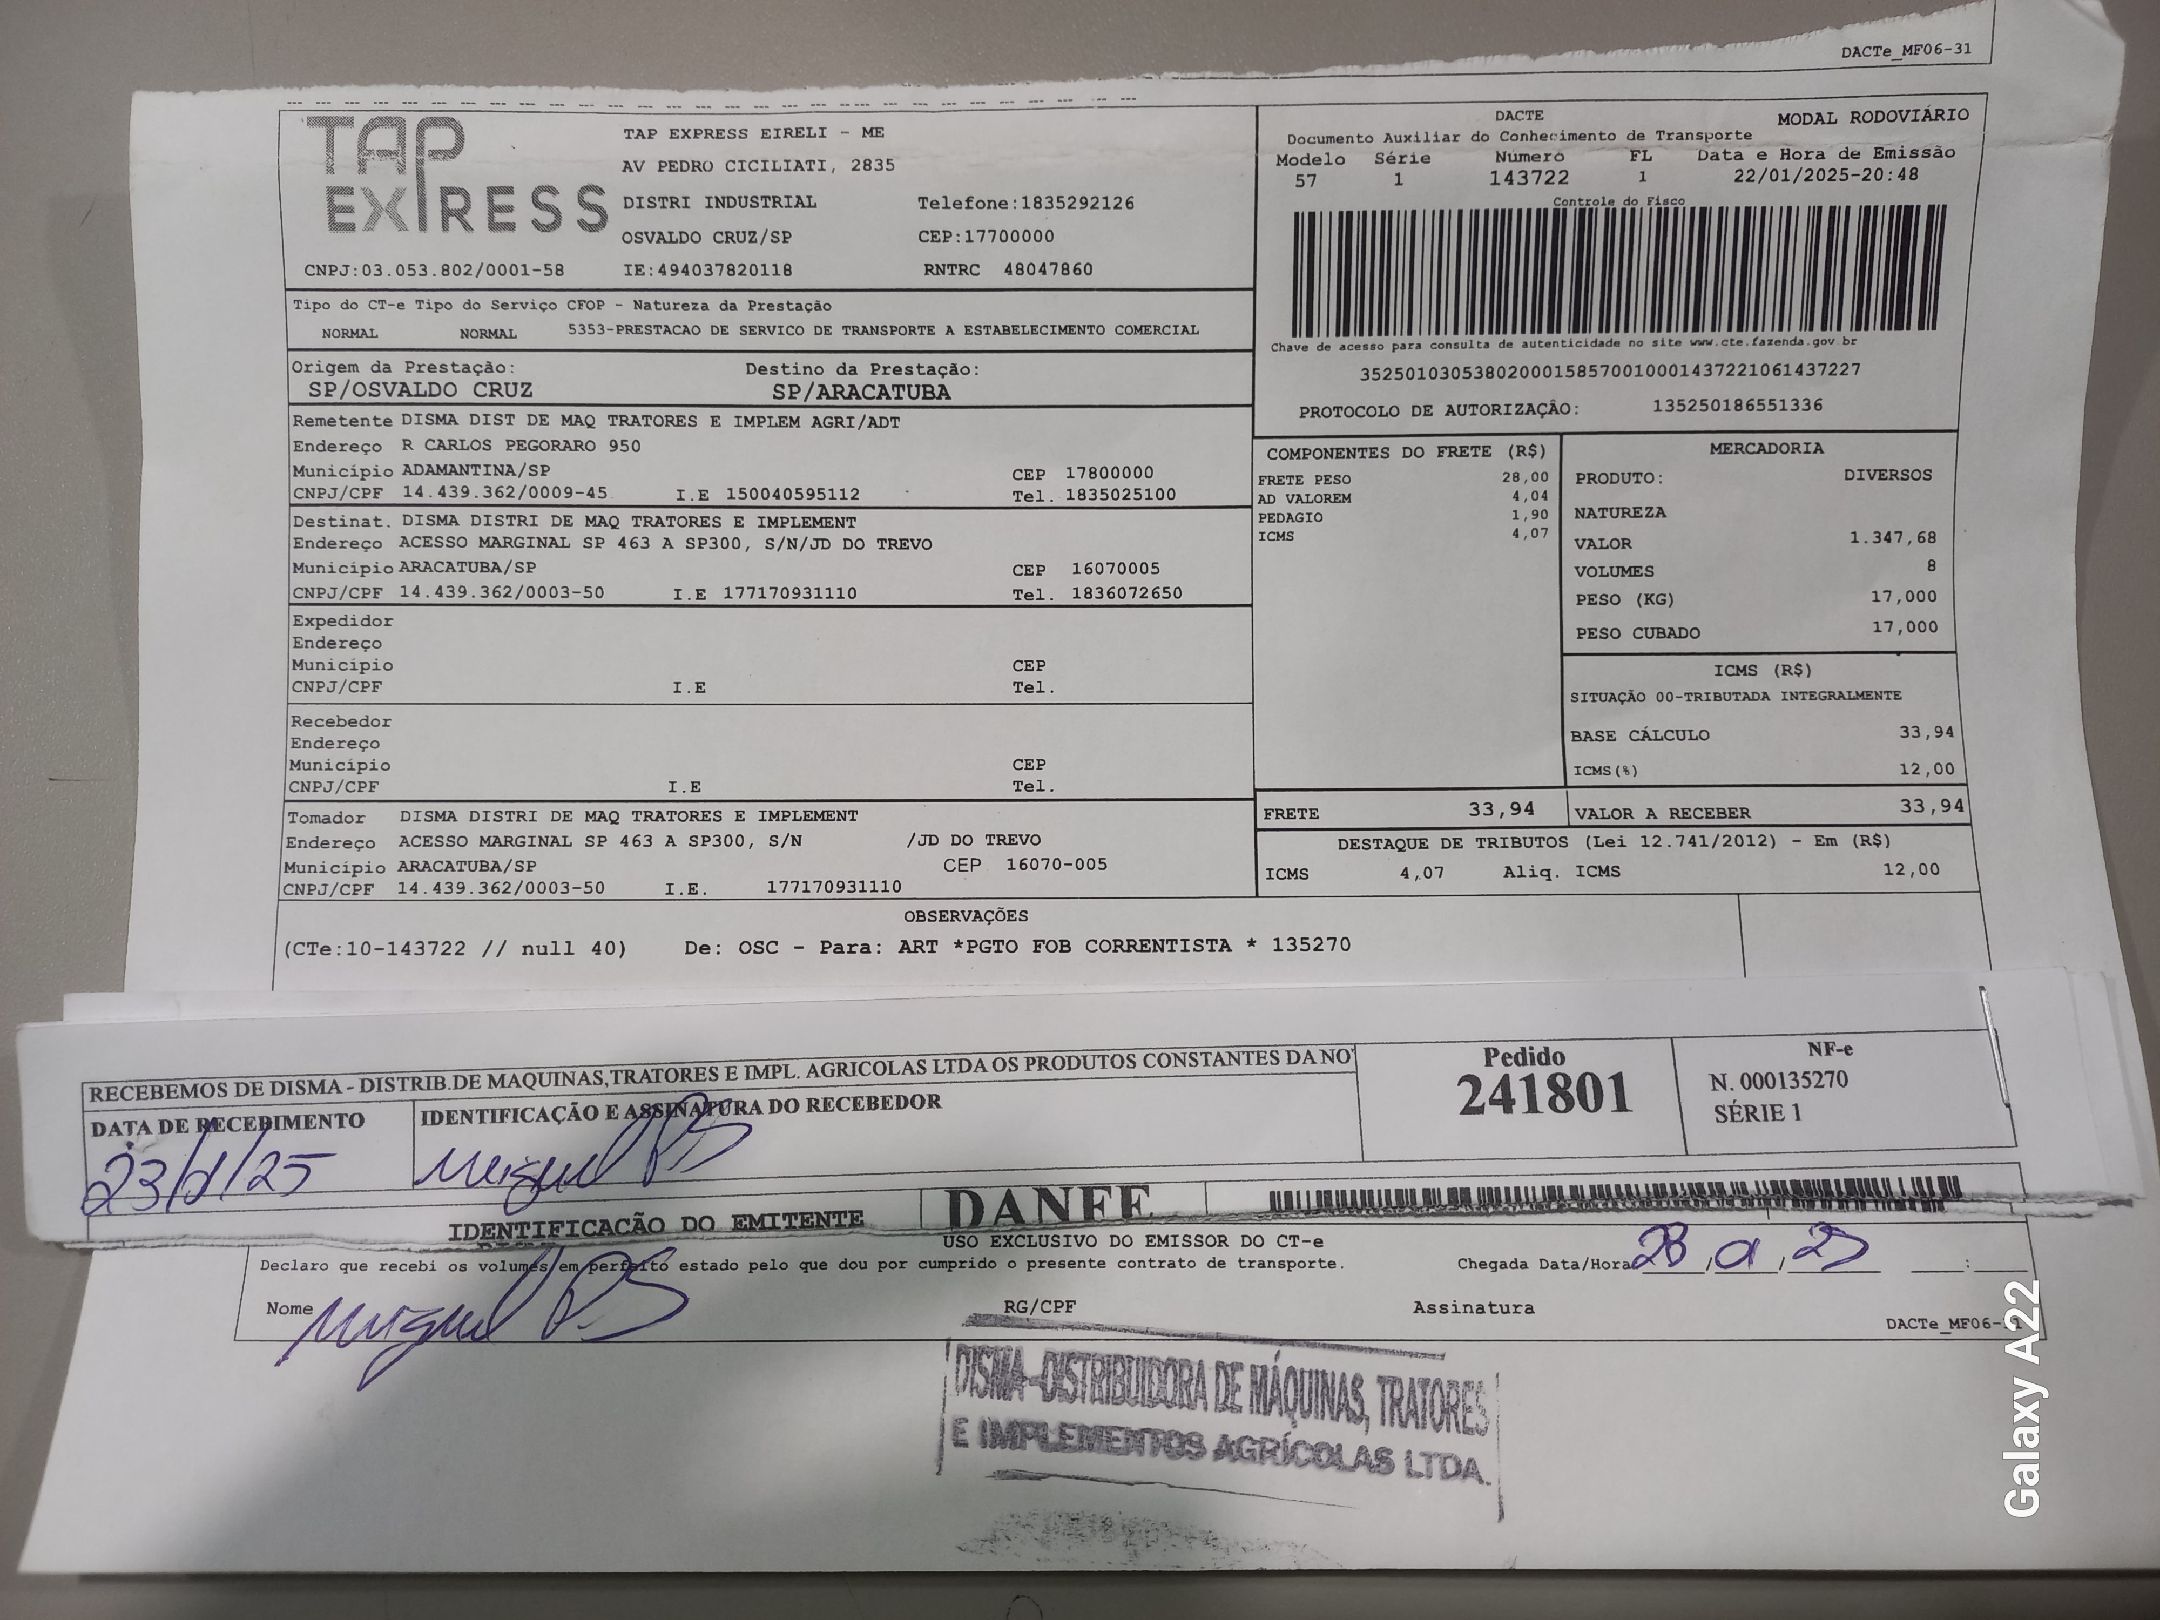 DACTe_MF06-31
TAP EXPRESS
TAP EXPRESS EIRELI - ME
AV PEDRO CICILIATI, 2835
DISTRI INDUSTRIAL Telefone:1835292126
OSVALDO CRUZ/SP CEP:17700000
CNPJ:03.053.802/0001-58 IE:494037820118 RNTRC 48047860
DACTE MODAL RODOVIÁRIO
Documento Auxiliar do Conhecimento de Transporte
Modelo Série Número FL Data e Hora de Emissão
57 1 143722 1 22/01/2025-20:48
Controle do Fisco
Chave de acesso para consulta de autenticidade no site www.cte.fazenda.gov.br
35250103053802000158570010001437221061437227
PROTOCOLO DE AUTORIZAÇÃO: 135250186551336
Tipo do CT-e Tipo do Serviço CFOP - Natureza da Prestação
NORMAL NORMAL 5353-PRESTACAO DE SERVICO DE TRANSPORTE A ESTABELECIMENTO COMERCIAL
Origem da Prestação: Destino da Prestação:
SP/OSVALDO CRUZ SP/ARACATUBA
Remetente DISMA DIST DE MAQ TRATORES E IMPLEM AGRI/ADT
Endereço R CARLOS PEGORARO 950
Município ADAMANTINA/SP CEP 17800000
CNPJ/CPF 14.439.362/0009-45 I.E 150040595112 Tel. 1835025100
Destinat. DISMA DISTRI DE MAQ TRATORES E IMPLEMENT
Endereço ACESSO MARGINAL SP 463 A SP300, S/N/JD DO TREVO
Município ARACATUBA/SP CEP 16070005
CNPJ/CPF 14.439.362/0003-50 I.E 177170931110 Tel. 1836072650
Expedidor
Endereço
Município CEP
CNPJ/CPF I.E Tel.
Recebedor
Endereço
Município CEP
CNPJ/CPF I.E Tel.
Tomador DISMA DISTRI DE MAQ TRATORES E IMPLEMENT
Endereço ACESSO MARGINAL SP 463 A SP300, S/N /JD DO TREVO
Município ARACATUBA/SP CEP 16070-005
CNPJ/CPF 14.439.362/0003-50 I.E. 177170931110
COMPONENTES DO FRETE (R$)
FRETE PESO 28,00
AD VALOREM 4,04
PEDAGIO 1,90
ICMS 4,07
MERCADORIA
PRODUTO: DIVERSOS
NATUREZA
VALOR 1.347,68
VOLUMES 8
PESO (KG) 17,000
PESO CUBADO 17,000
ICMS (R$)
SITUAÇÃO 00-TRIBUTADA INTEGRALMENTE
BASE CÁLCULO 33,94
ICMS(%) 12,00
FRETE 33,94 VALOR A RECEBER 33,94
DESTAQUE DE TRIBUTOS (Lei 12.741/2012) - Em (R$)
ICMS 4,07 Aliq. ICMS 12,00
OBSERVAÇÕES
(CTe:10-143722 // null 40) De: OSC - Para: ART *PGTO FOB CORRENTISTA * 135270
RECEBEMOS DE DISMA - DISTRIB.DE MAQUINAS,TRATORES E IMPL. AGRICOLAS LTDA OS PRODUTOS CONSTANTES DA NO
DATA DE RECEBIMENTO IDENTIFICAÇÃO E ASSINATURA DO RECEBEDOR
23/1/25 Miguel
Pedido
241801
NF-e
N. 000135270
SÉRIE 1
IDENTIFICACÃO DO EMITENTE DANFE
USO EXCLUSIVO DO EMISSOR DO CT-e
Declaro que recebi os volumes em perfeito estado pelo que dou por cumprido o presente contrato de transporte. Chegada Data/Hora
Nome Miguel RG/CPF Assinatura
DACTe_MF06-31
DISMA-DISTRIBUIDORA DE MÁQUINAS, TRATORES
E IMPLEMENTOS AGRÍCOLAS LTDA.
Galaxy A22